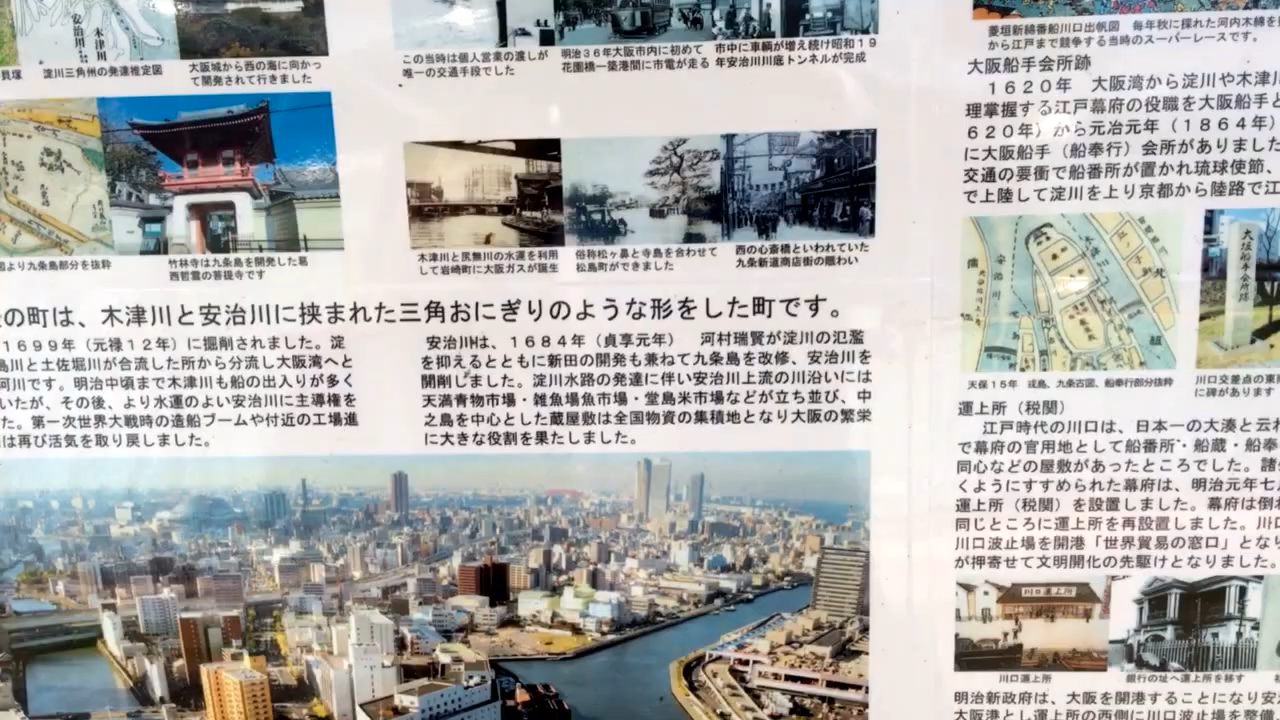 安治川
木津川
貝塚
淀川三角州の発達推定図
大阪城から西の海に向かっ
て開発されて行きました
この当時は個人営業の渡しが
唯一の交通手段でした
明治36年大阪市内に初めて
花園橋一築港間に市電が走る
市中に車輌が増え続け昭和19
年安治川川底トンネルが完成
図より九条島部分を抜粋
竹林寺は九条島を開発した葛
西哲雲の菩提寺です
木津川と尻無川の水運を利用
して岩崎町に大阪ガスが誕生
俗称松ヶ鼻と寺島を合わせて
松島町ができました
西の心斎橋といわれていた
九条新道商店街の賑わい
の町は、木津川と安治川に挟まれた三角おにぎりのような形をした町です。
1699年（元禄12年）に掘削されました。淀
島川と土佐堀川が合流した所から分流し大阪湾へと
河川です。明治中頃まで木津川も船の出入りが多く
いたが、その後、より水運のよい安治川に主導権を
た。第一次世界大戦時の造船ブームや付近の工場進
は再び活気を取り戻しました。
安治川は、1684年（貞享元年）　河村瑞賢が淀川の氾濫
を抑えるとともに新田の開発も兼ねて九条島を改修、安治川を
開削しました。淀川水路の発達に伴い安治川上流の川沿いには
天満青物市場・雑魚場魚市場・堂島米市場などが立ち並び、中
之島を中心とした蔵屋敷は全国物資の集積地となり大阪の繁栄
に大きな役割を果たしました。
菱垣新綿番船川口出帆図　毎年秋に採れた河内木綿を
から江戸まで競争する当時のスーパーレースです。
大阪船手会所跡
1620年　大阪湾から淀川や木津川
理掌握する江戸幕府の役職を大阪船手と
620年）から元治元年（1864年）
に大阪船手（船奉行）会所がありました
交通の要衝で船番所が置かれ琉球使節、
で上陸して淀川を上り京都から陸路で江
安治川
大坂船手会所跡
天保15年　戎島、九条古図、船奉行部分抜粋
川口交差点の東
に碑があります
運上所（税関）
江戸時代の川口は、日本一の大湊と云わ
で幕府の官用地として船番所・船蔵・船奉
同心などの屋敷があったところでした。諸
くようにすすめられた幕府は、明治元年七
運上所（税関）を設置しました。幕府は倒
同じところに運上所を再設置しました。川
川口波止場を開港「世界貿易の窓口」となり
が押寄せて文明開化の先駆けとなりました。
川口運上所
川口運上所
銀行の址へ運上所を移す
明治新政府は、大阪を開港することになり安
大阪港とし運上所の西側に川口波止場を整備